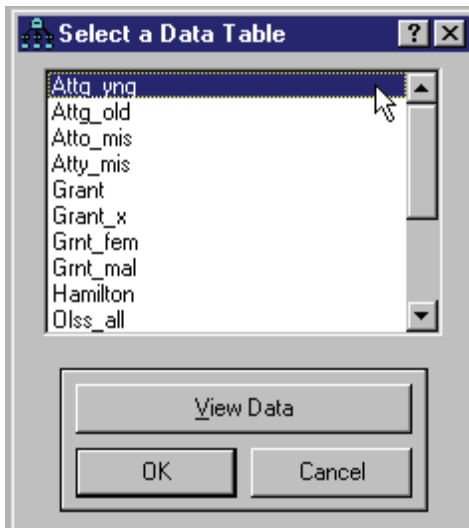 Select a Data Table
Attg_yng
Attg_old
Atto_mis
Atty_mis
Grant
Grant_x
Grnt_fem
Grnt_mal
Hamilton
Olss_all
View Data
OK Cancel